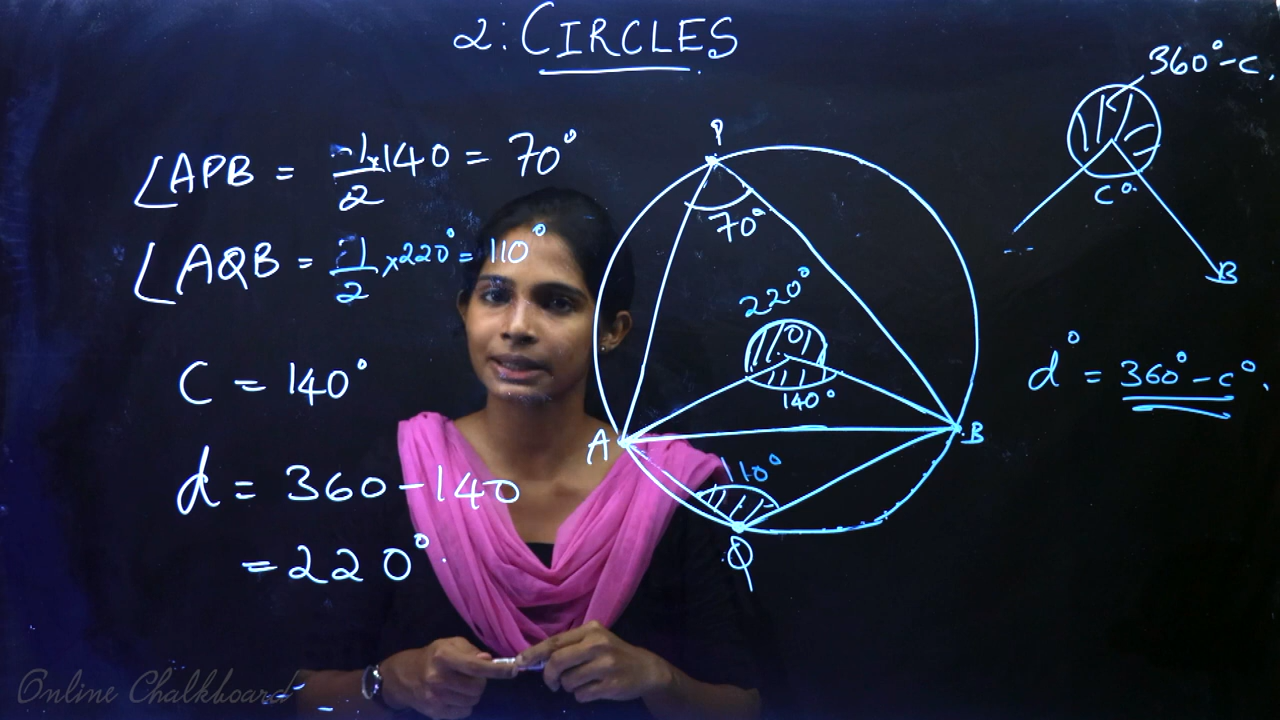 2: CIRCLES
∠APB = 1/2 x 140 = 70°
∠AQB = 1/2 x 220° = 110°
C = 140°
d = 360 - 140
= 220°.
P
70°
220°
O
140°
A
B
110°
Q
360° - c.
c°
B
d° = 360° - c°.
Online Chalkboard